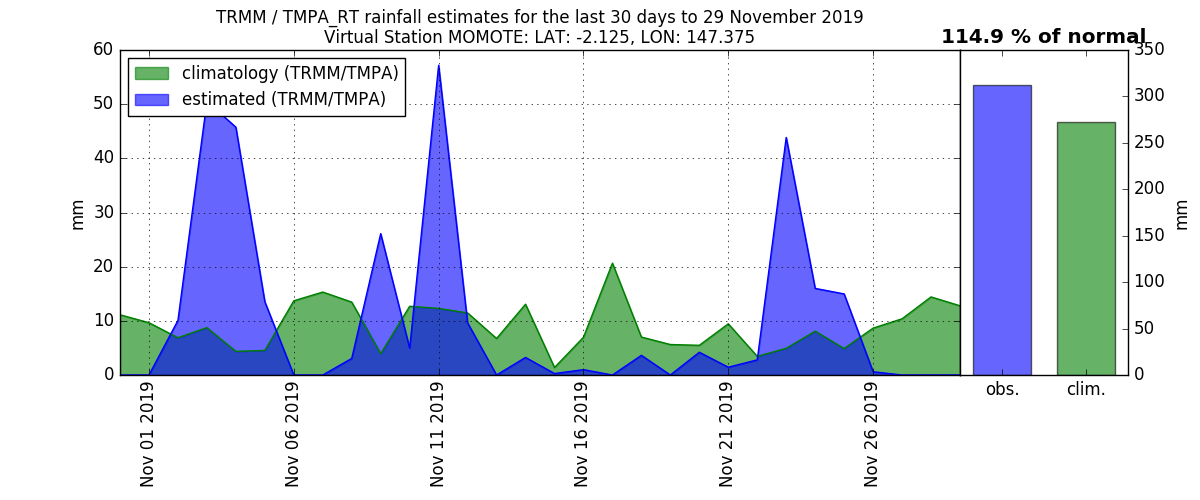 TRMM / TMPA_RT rainfall estimates for the last 30 days to 29 November 2019
Virtual Station MOMOTE: LAT: -2.125, LON: 147.375
114.9 % of normal
climatology (TRMM/TMPA)
estimated (TRMM/TMPA)
60
50
40
30
20
10
0
mm
Nov 01 2019
Nov 06 2019
Nov 11 2019
Nov 16 2019
Nov 21 2019
Nov 26 2019
obs.
clim.
350
300
250
200
150
100
50
0
mm